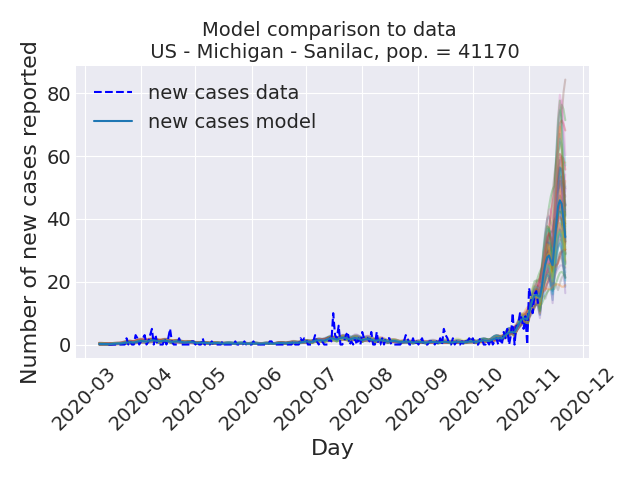 Model comparison to data
US - Michigan - Sanilac, pop. = 41170
Number of new cases reported
80
60
40
20
0
new cases data
new cases model
2020-03
2020-04
2020-05
2020-06
2020-07
2020-08
2020-09
2020-10
2020-11
2020-12
Day